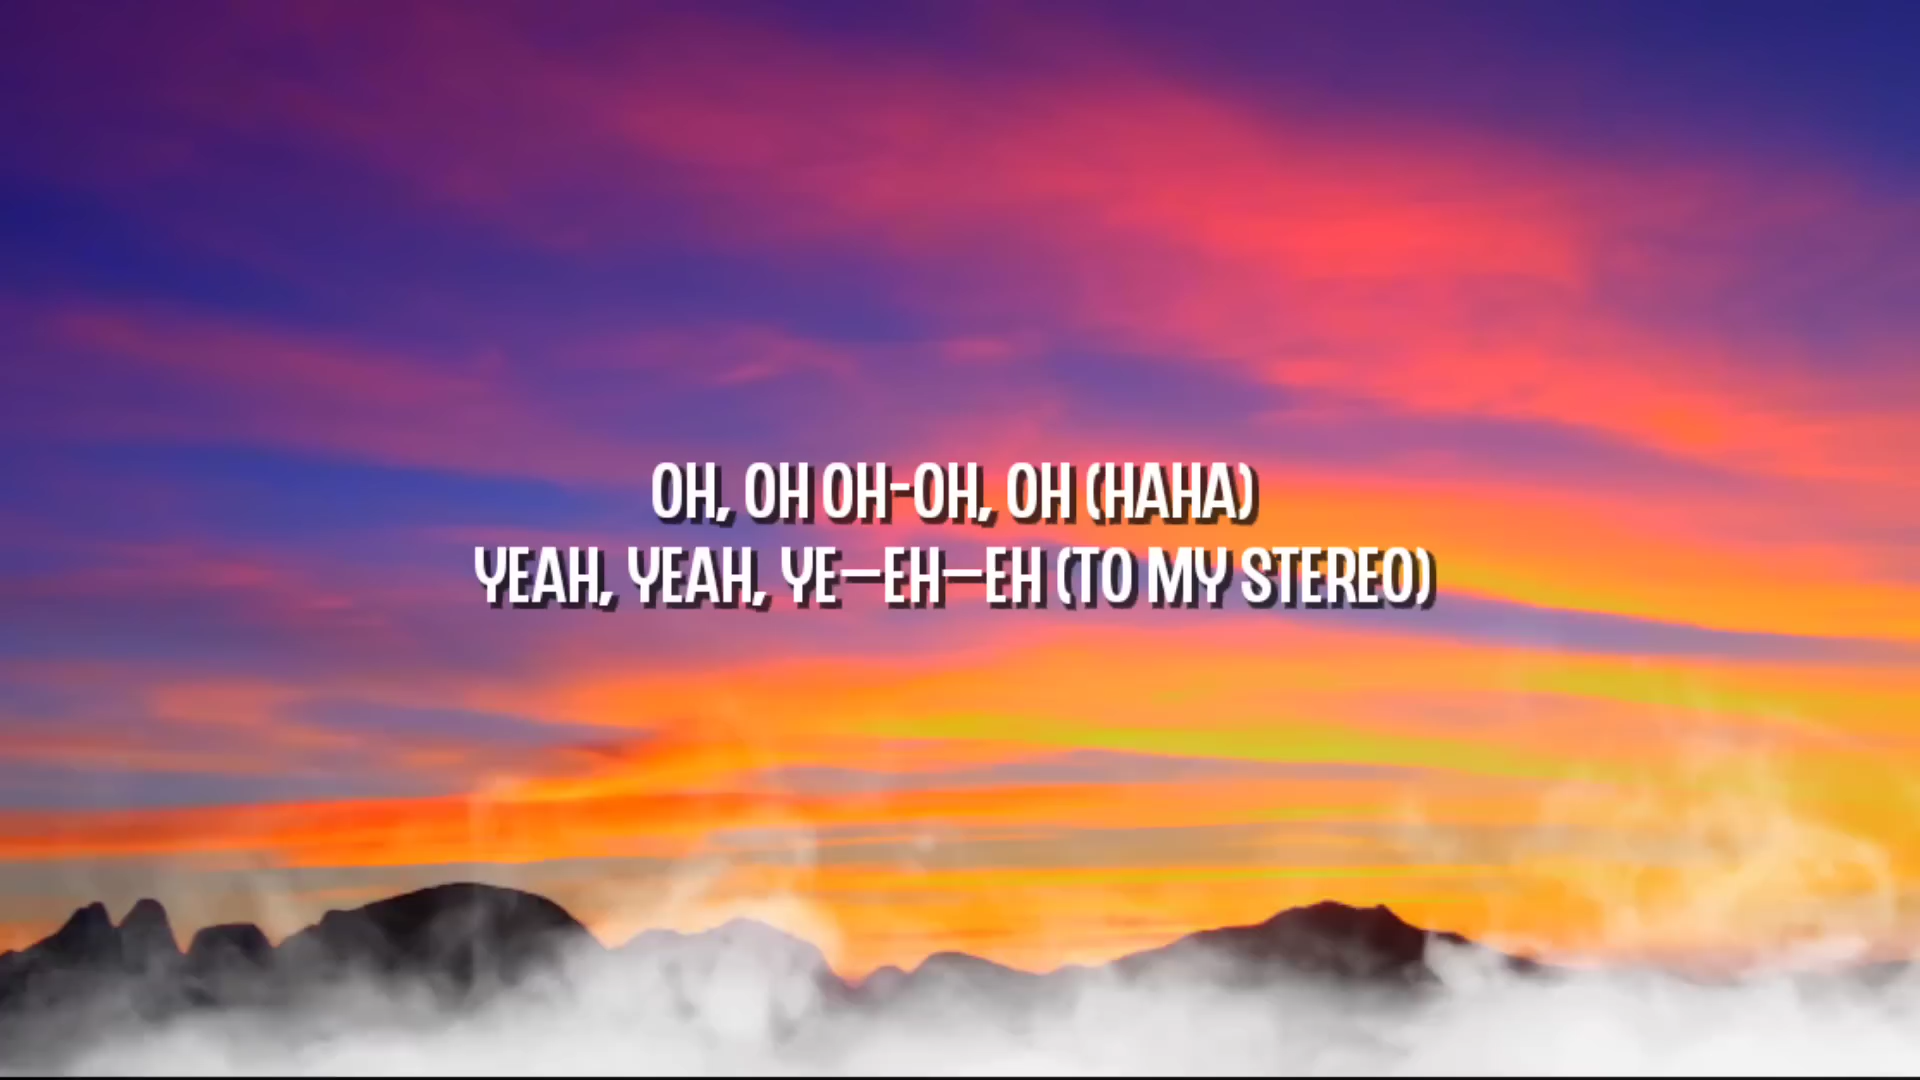 OH, OH OH-OH, OH (HAHA)
YEAH, YEAH, YE–EH–EH (TO MY STEREO)